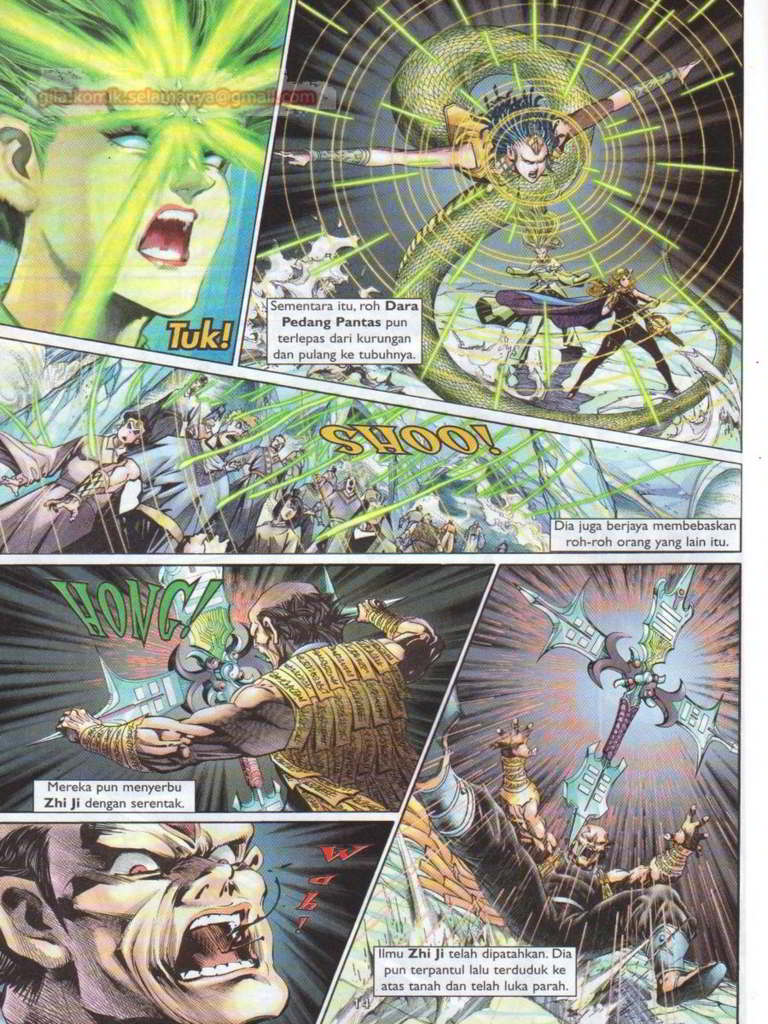 gila.komik.selamanya@gmail.com
Tuk!
Sementara itu, roh Dara
Pedang Pantas pun
terlepas dari kurungan
dan pulang ke tubuhnya.
SHOO!
Dia juga berjaya membebaskan
roh-roh orang yang lain itu.
HONG!
Mereka pun menyerbu
Zhi Ji dengan serentak.
Wah!
Ilmu Zhi Ji telah dipatahkan. Dia
pun terpantul lalu terduduk ke
atas tanah dan telah luka parah.
14